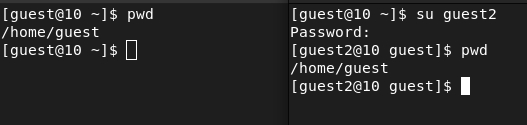 [guest@10 ~]$ pwd
/home/guest
[guest@10 ~]$
[guest@10 ~]$ su guest2
Password:
[guest2@10 guest]$ pwd
/home/guest
[guest2@10 guest]$